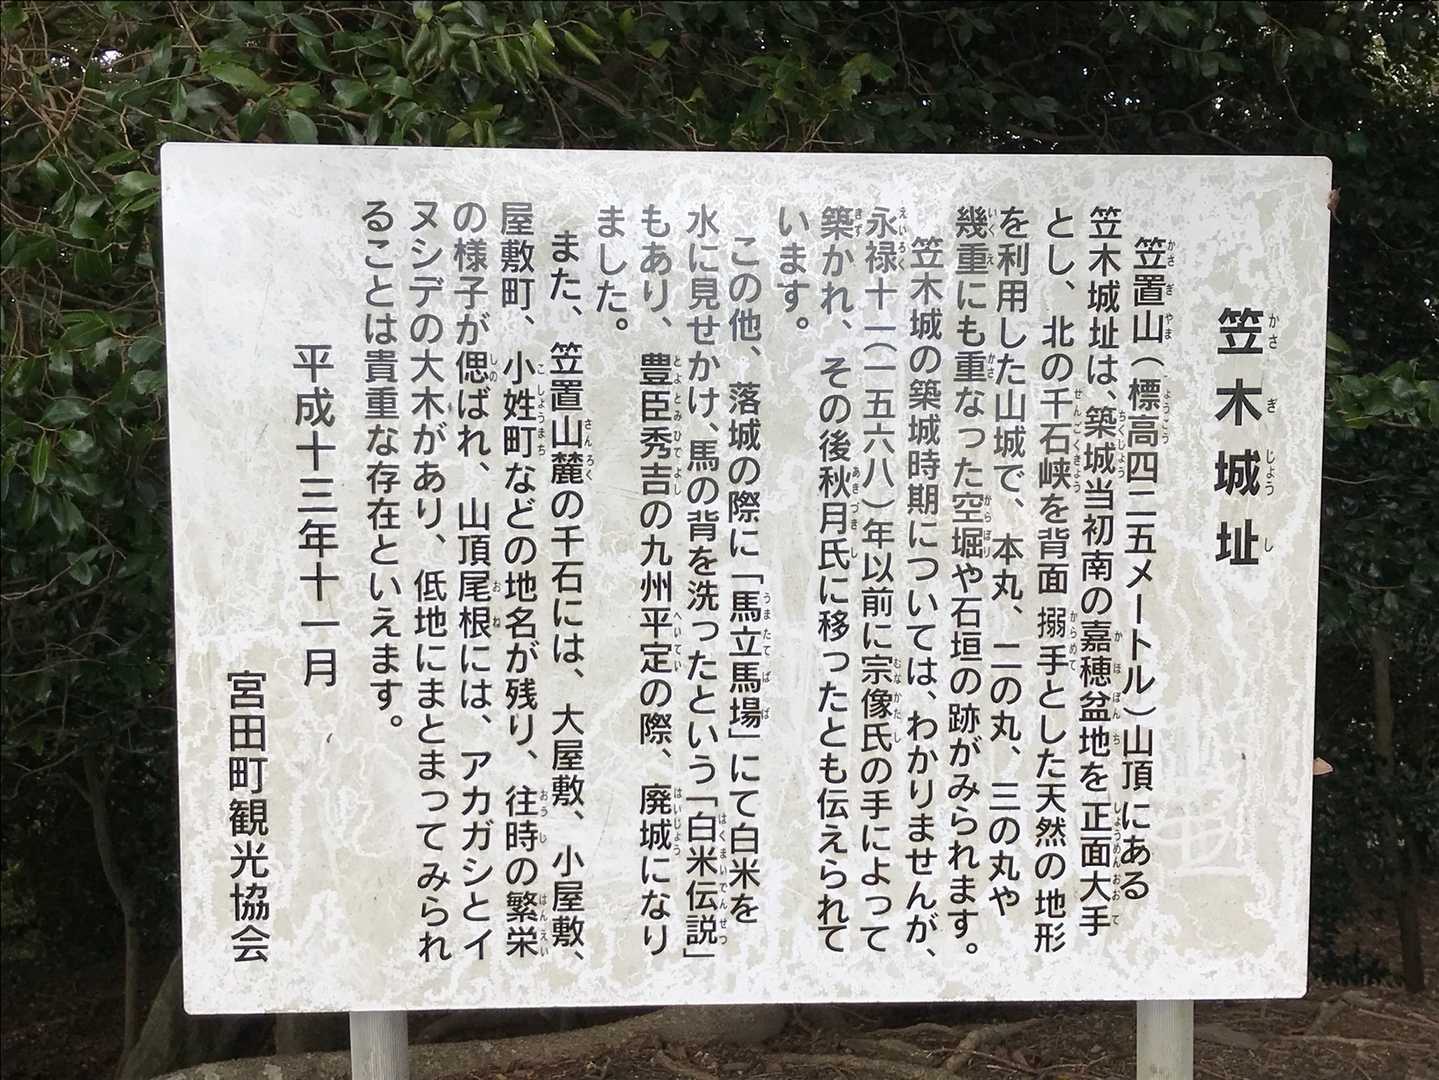 笠木城址
笠置山（標高四二五メートル）山頂にある
笠木城址は、築城当初南の嘉穂盆地を正面大手
とし、北の千石峡を背面搦手とした天然の地形
を利用した山城で、本丸、二の丸、三の丸や
幾重にも重なった空堀や石垣の跡がみられます。
笠木城の築城時期については、わかりませんが、
永禄十一（一五六八）年以前に宗像氏の手によって
築かれ、その後秋月氏に移ったとも伝えられて
います。
この他、落城の際に「馬立馬場」にて白米を
水に見せかけ、馬の背を洗ったという「白米伝説」
もあり、豊臣秀吉の九州平定の際、廃城になり
ました。
また、笠置山麓の千石には、大屋敷、小屋敷、
屋敷町、小姓町などの地名が残り、往時の繁栄
の様子が偲ばれ、山頂尾根には、アカガシとイ
ヌシデの大木があり、低地にまとまってみられ
ることは貴重な存在といえます。
平成十三年十一月
宮田町観光協会